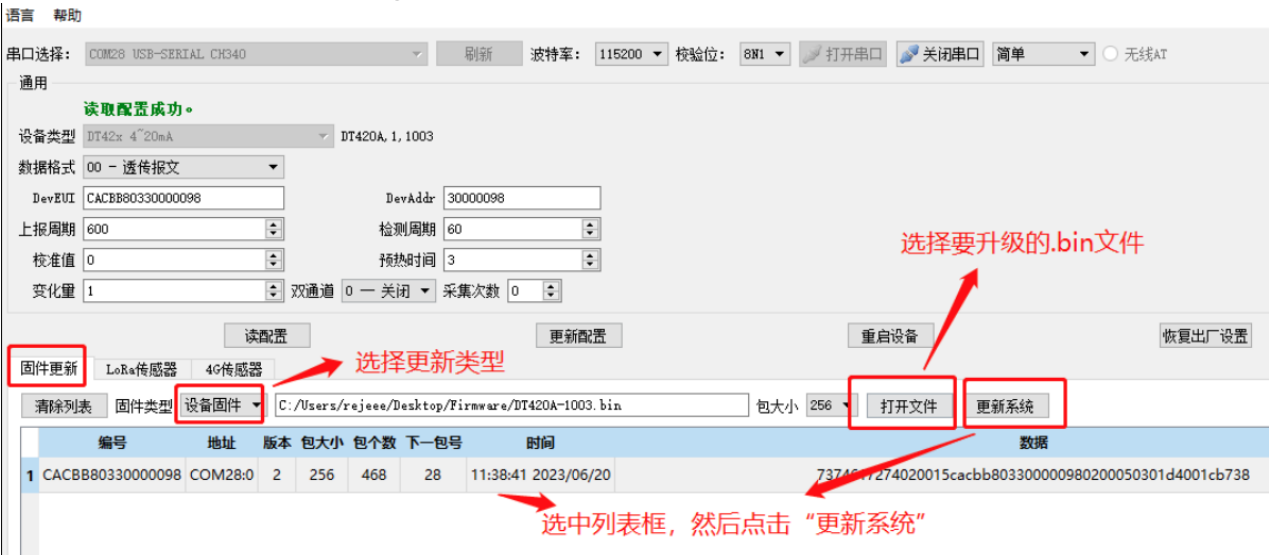 语言 帮助
串口选择： COM28 USB-SERIAL CH340 刷新 波特率： 115200 校验位： 8N1 打开串口 关闭串口 简单 无线AT
通用
读取配置成功。
设备类型 DT42x 4~20mA DT420A,1,1003
数据格式 00 - 透传报文
DevEUI CACBB80330000098 DevAddr 30000098
上报周期 600 检测周期 60
选择要升级的.bin文件
校准值 0 预热时间 3
变化量 1 双通道 0 — 关闭 采集次数 0
读配置 更新配置 重启设备 恢复出厂设置
选择更新类型
固件更新 LoRa传感器 4G传感器
清除列表 固件类型 设备固件 C:/Users/rejeee/Desktop/Firmware/DT420A-1003.bin 包大小 256 打开文件 更新系统
编号 地址 版本 包大小 包个数 下一包号 时间 数据
1 CACBB80330000098 COM28:0 2 256 468 28 11:38:41 2023/06/20
选中列表框，然后点击“更新系统”